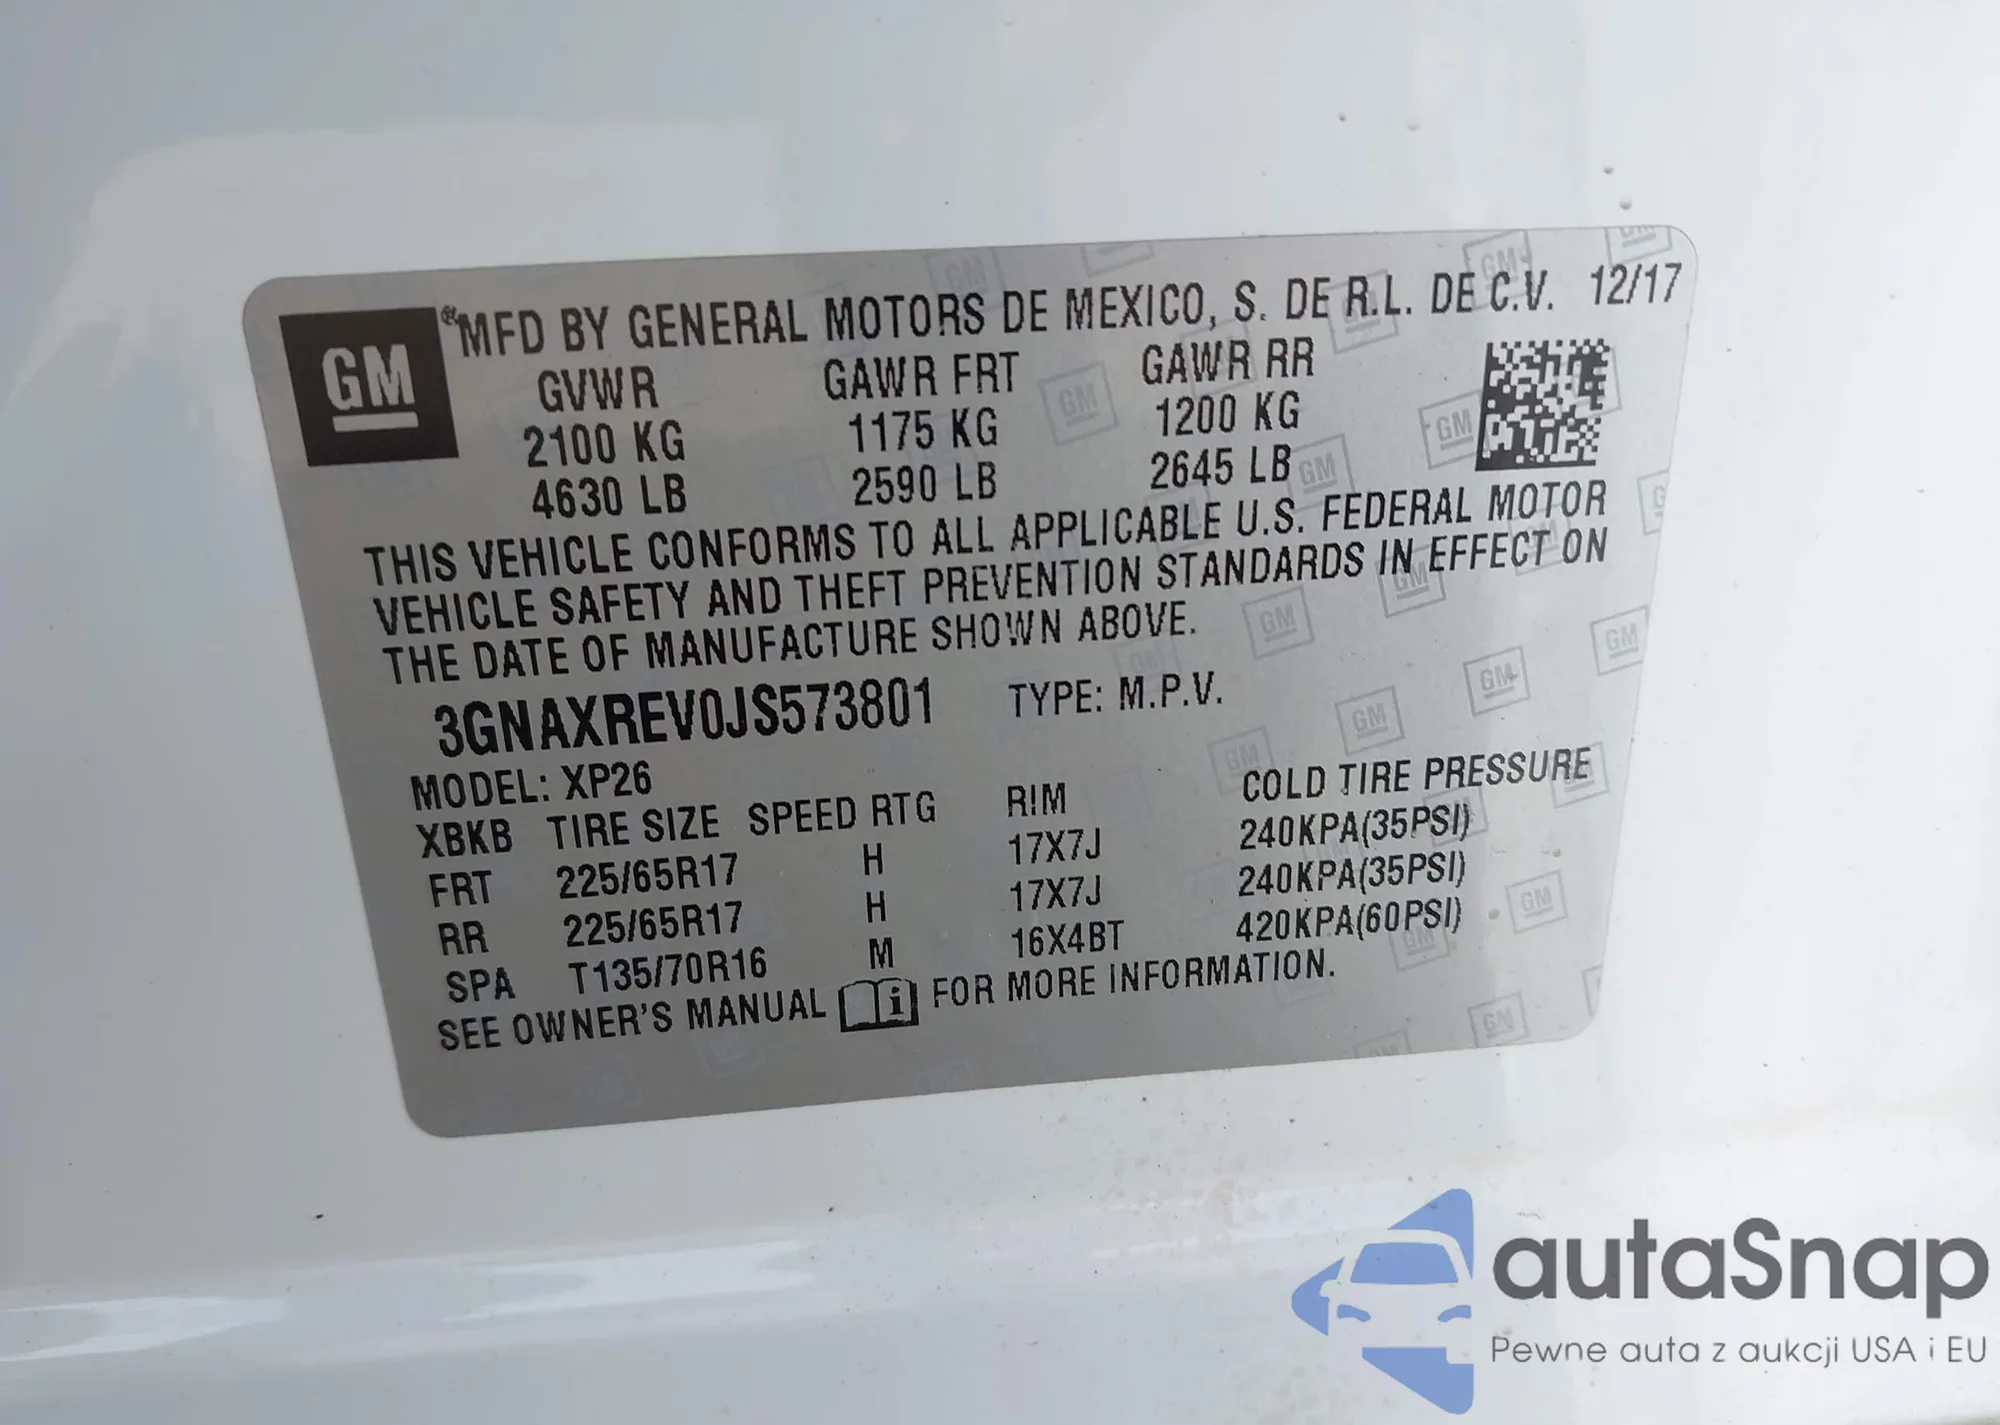 GM
®MFD BY GENERAL MOTORS DE MEXICO, S. DE R.L. DE C.V. 12/17
GVWR GAWR FRT GAWR RR
2100 KG 1175 KG 1200 KG
4630 LB 2590 LB 2645 LB
THIS VEHICLE CONFORMS TO ALL APPLICABLE U.S. FEDERAL MOTOR
VEHICLE SAFETY AND THEFT PREVENTION STANDARDS IN EFFECT ON
THE DATE OF MANUFACTURE SHOWN ABOVE.
3GNAXREV0JS573801 TYPE: M.P.V.
MODEL: XP26
XBKB TIRE SIZE SPEED RTG RIM COLD TIRE PRESSURE
FRT 225/65R17 H 17X7J 240KPA(35PSI)
RR 225/65R17 H 17X7J 240KPA(35PSI)
SPA T135/70R16 M 16X4BT 420KPA(60PSI)
SEE OWNER'S MANUAL i FOR MORE INFORMATION.
autaSnap
Pewne auta z aukcji USA i EU